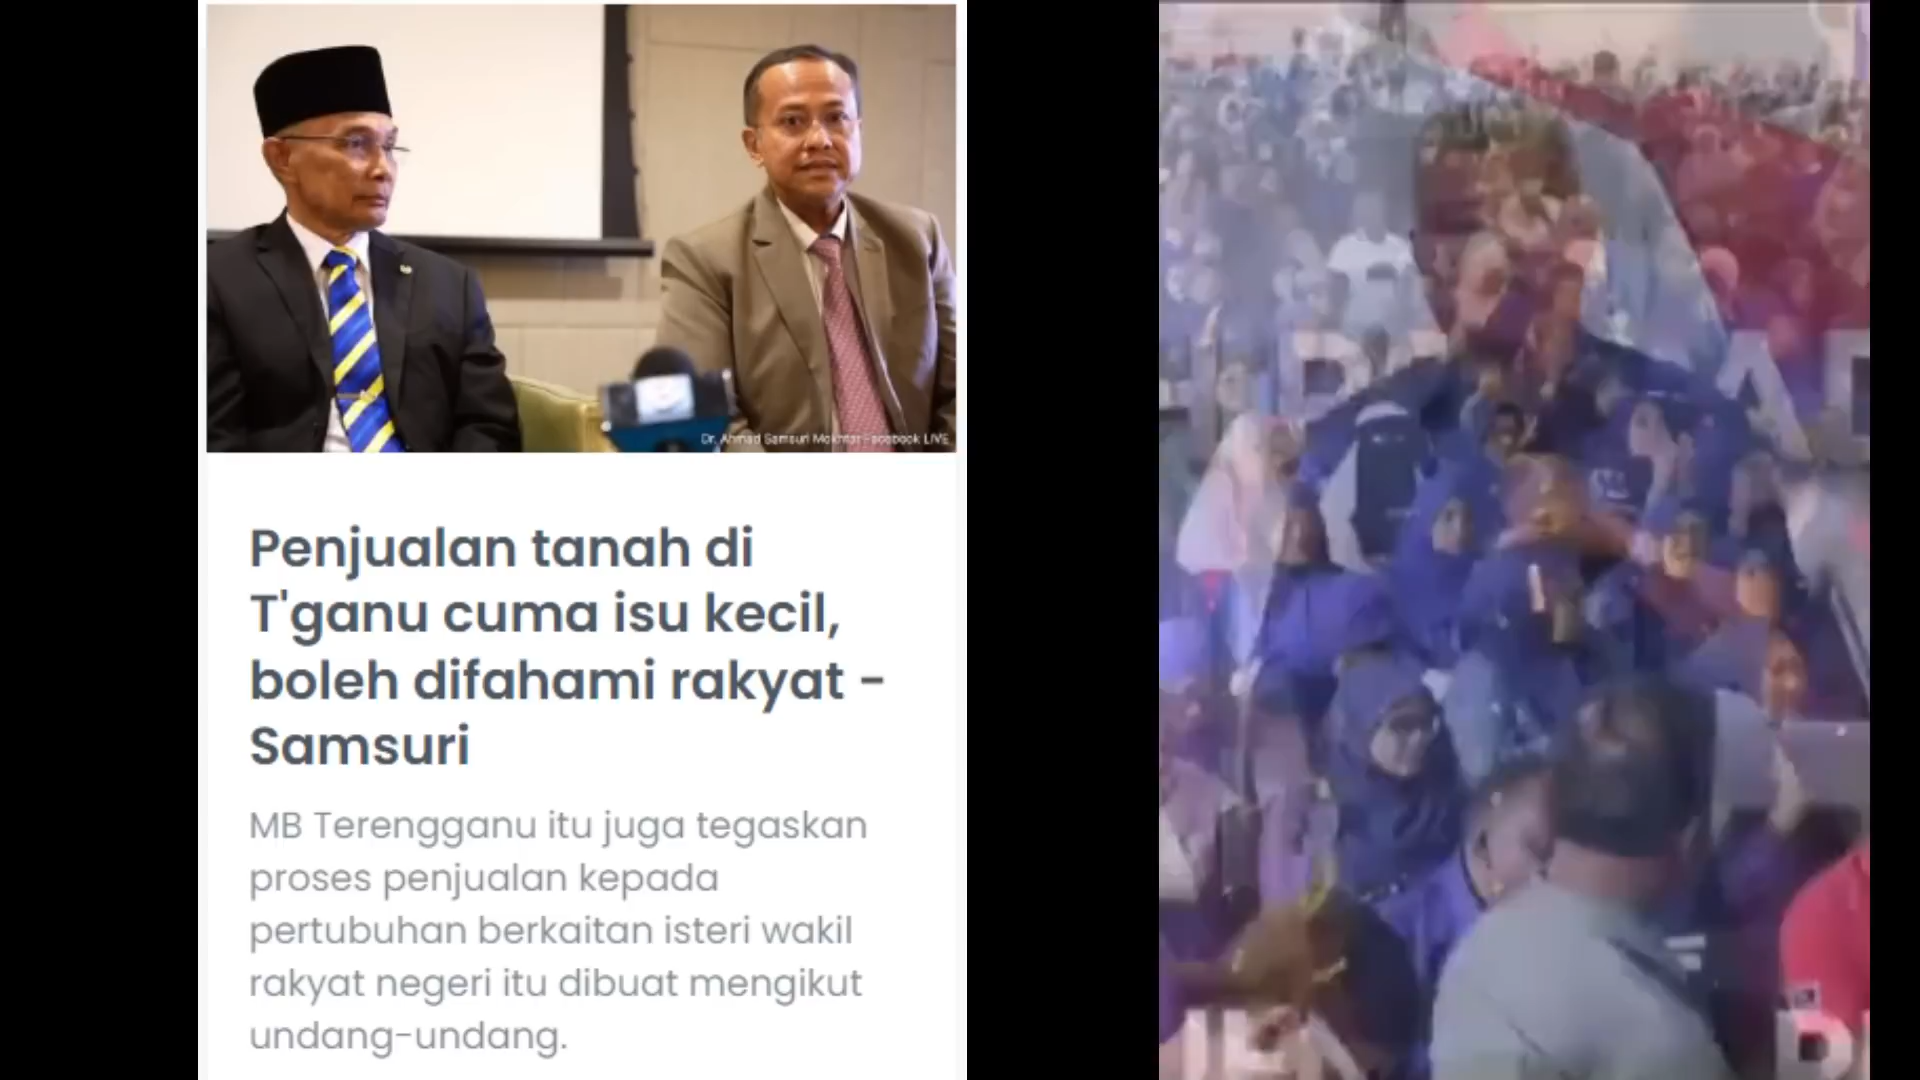 Dr. Ahmad Samsuri Mokhtar Facebook LIVE
Penjualan tanah di
T'ganu cuma isu kecil,
boleh difahami rakyat -
Samsuri
MB Terengganu itu juga tegaskan
proses penjualan kepada
pertubuhan berkaitan isteri wakil
rakyat negeri itu dibuat mengikut
undang-undang.